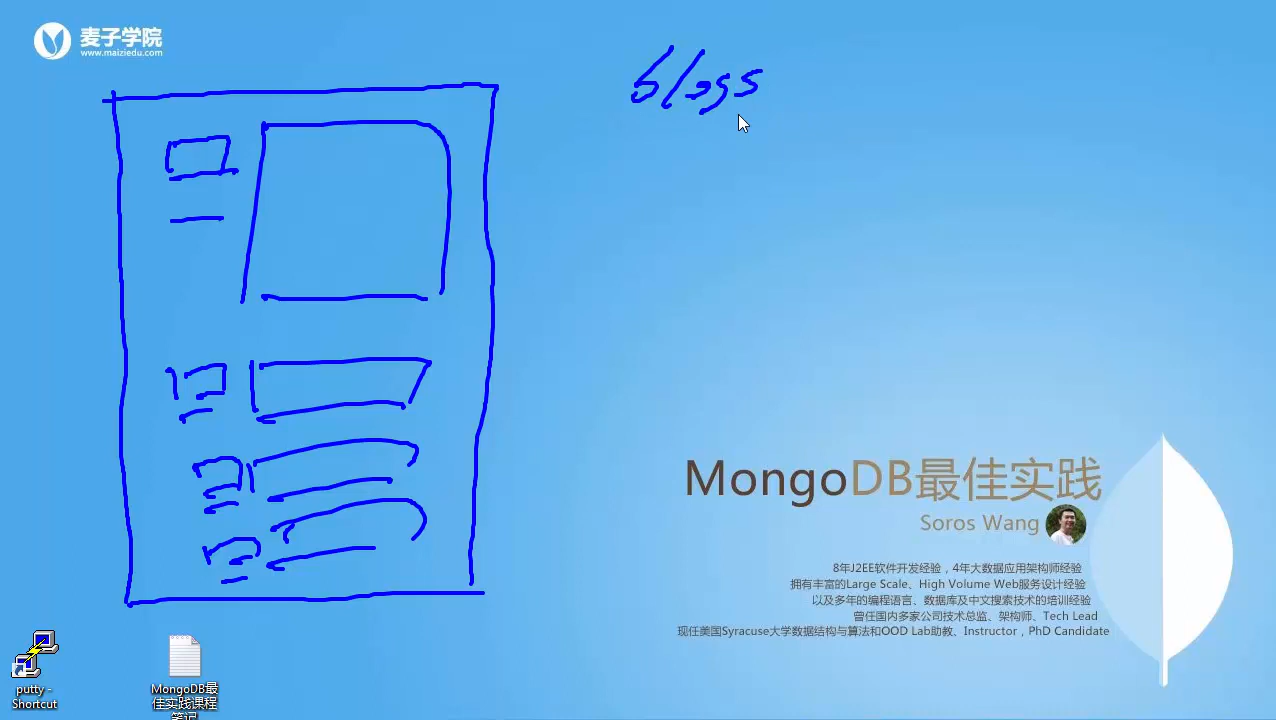 麦子学院
www.maiziedu.com
blogs
MongoDB最佳实践
Soros Wang
8年J2EE软件开发经验，4年大数据应用架构师经验
拥有丰富的Large Scale、High Volume Web服务设计经验
以及多年的编程语言、数据库及中文搜索技术的培训经验
曾任国内多家公司技术总监、架构师、Tech Lead
现任美国Syracuse大学数据结构与算法和OOD Lab助教、Instructor，PhD Candidate
putty -
Shortcut
MongoDB最
佳实践课程
笔记